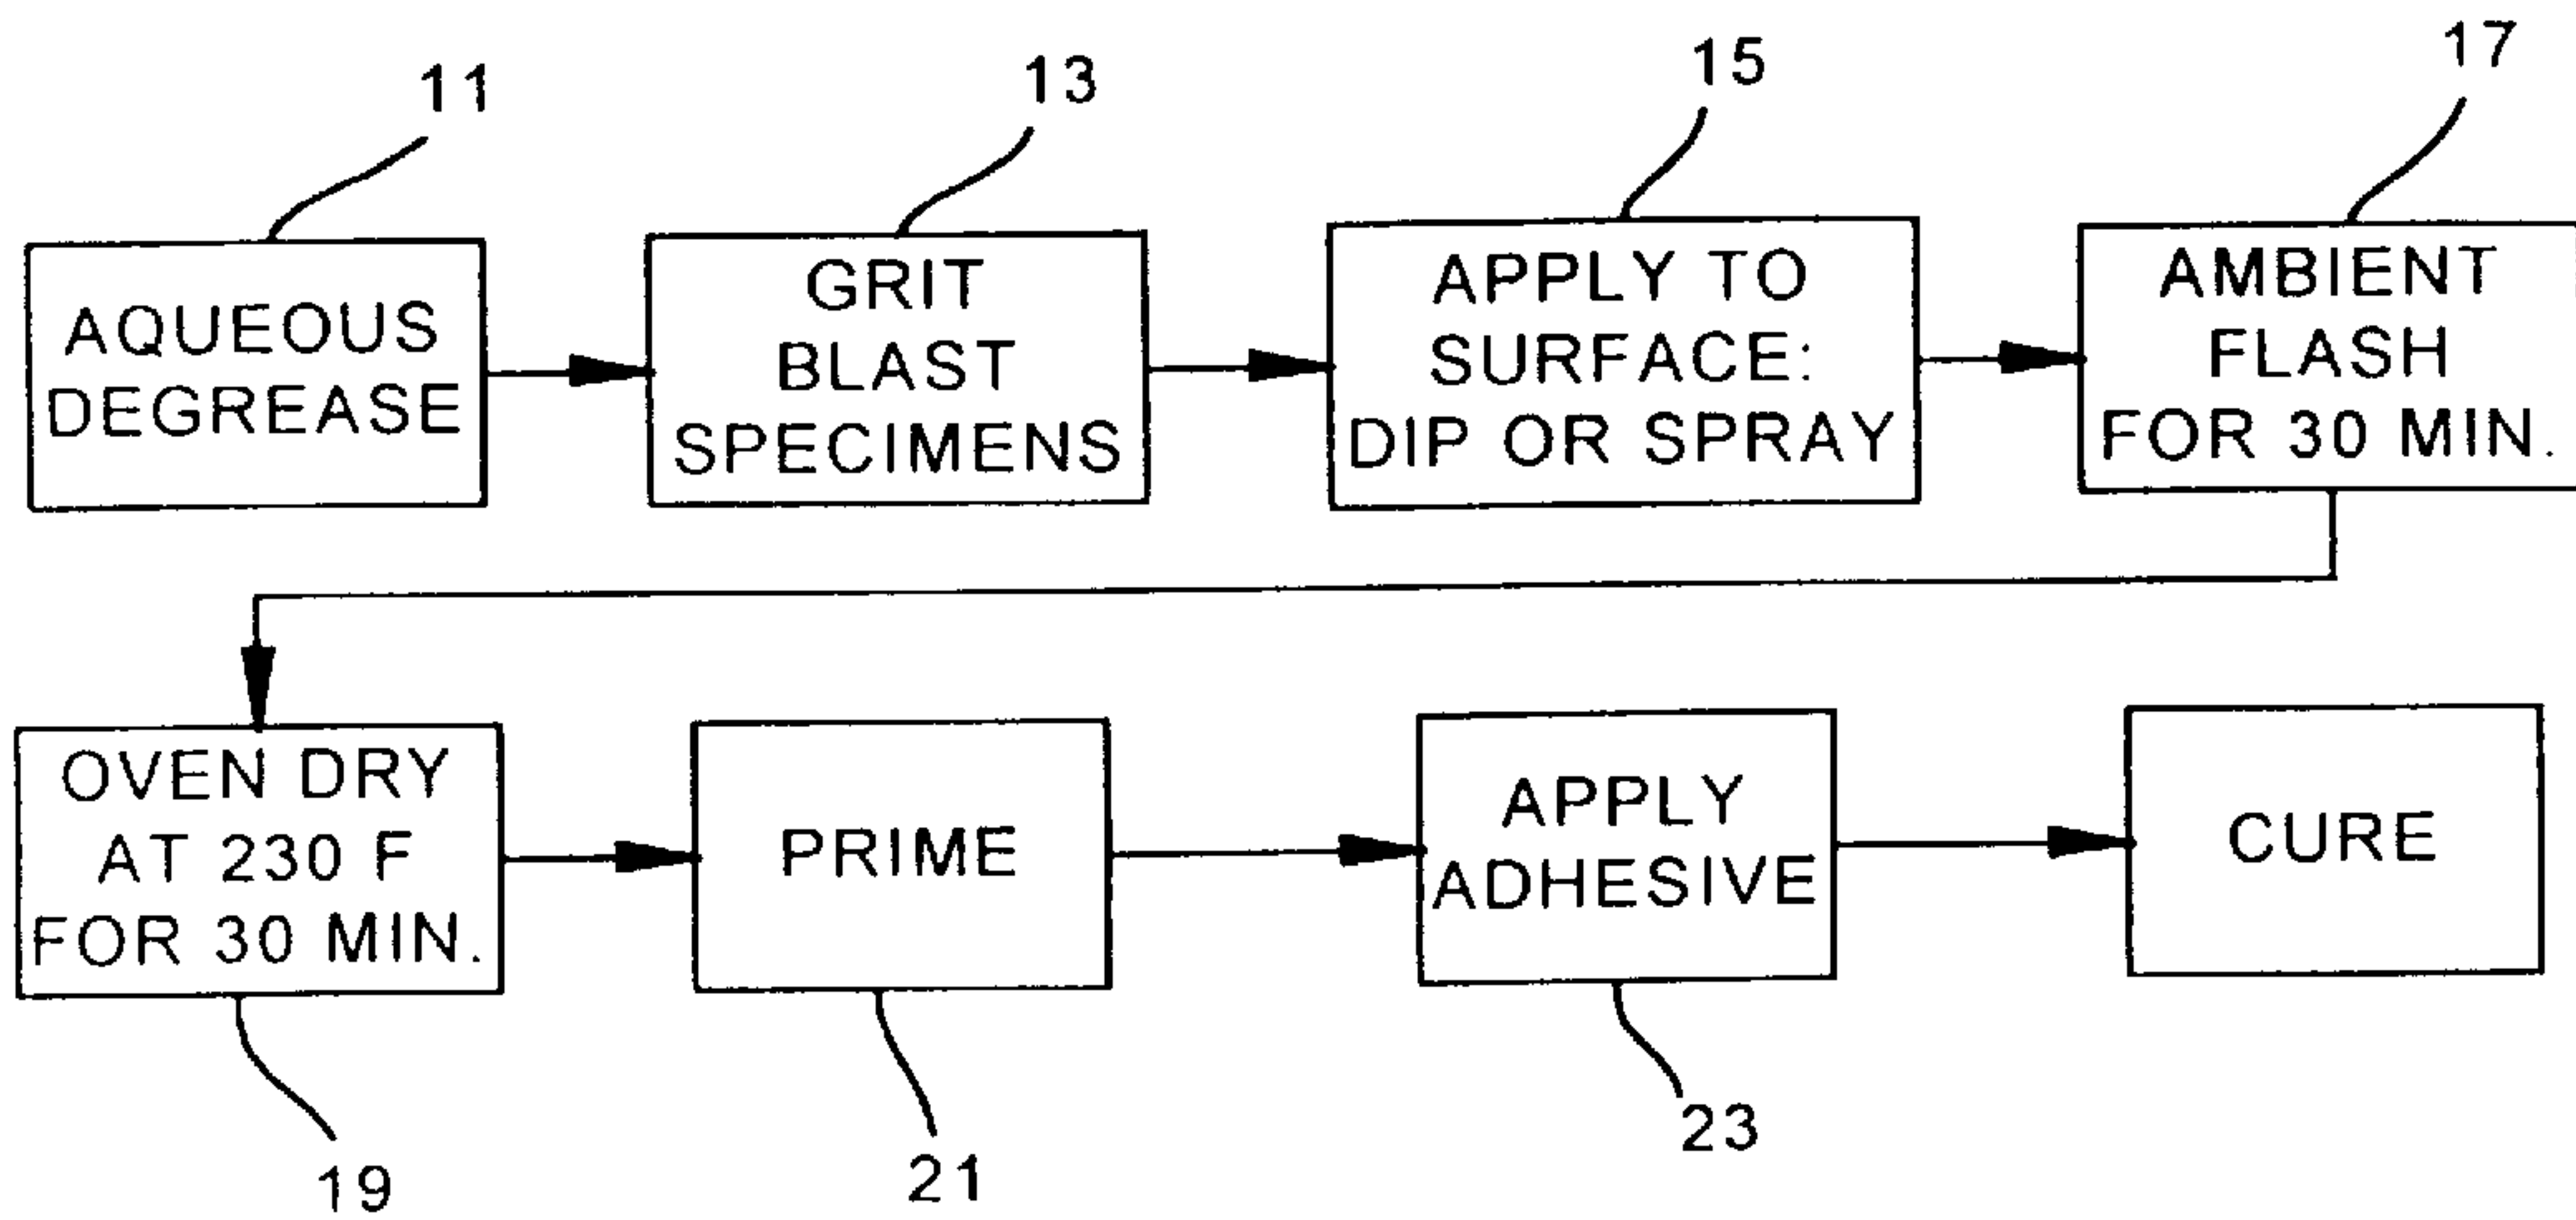 11
13
15
17
AQUEOUS
DEGREASE
GRIT
BLAST
SPECIMENS
APPLY TO
SURFACE:
DIP OR SPRAY
AMBIENT
FLASH
FOR 30 MIN.
OVEN DRY
AT 230 F
FOR 30 MIN.
PRIME
APPLY
ADHESIVE
CURE
19
21
23